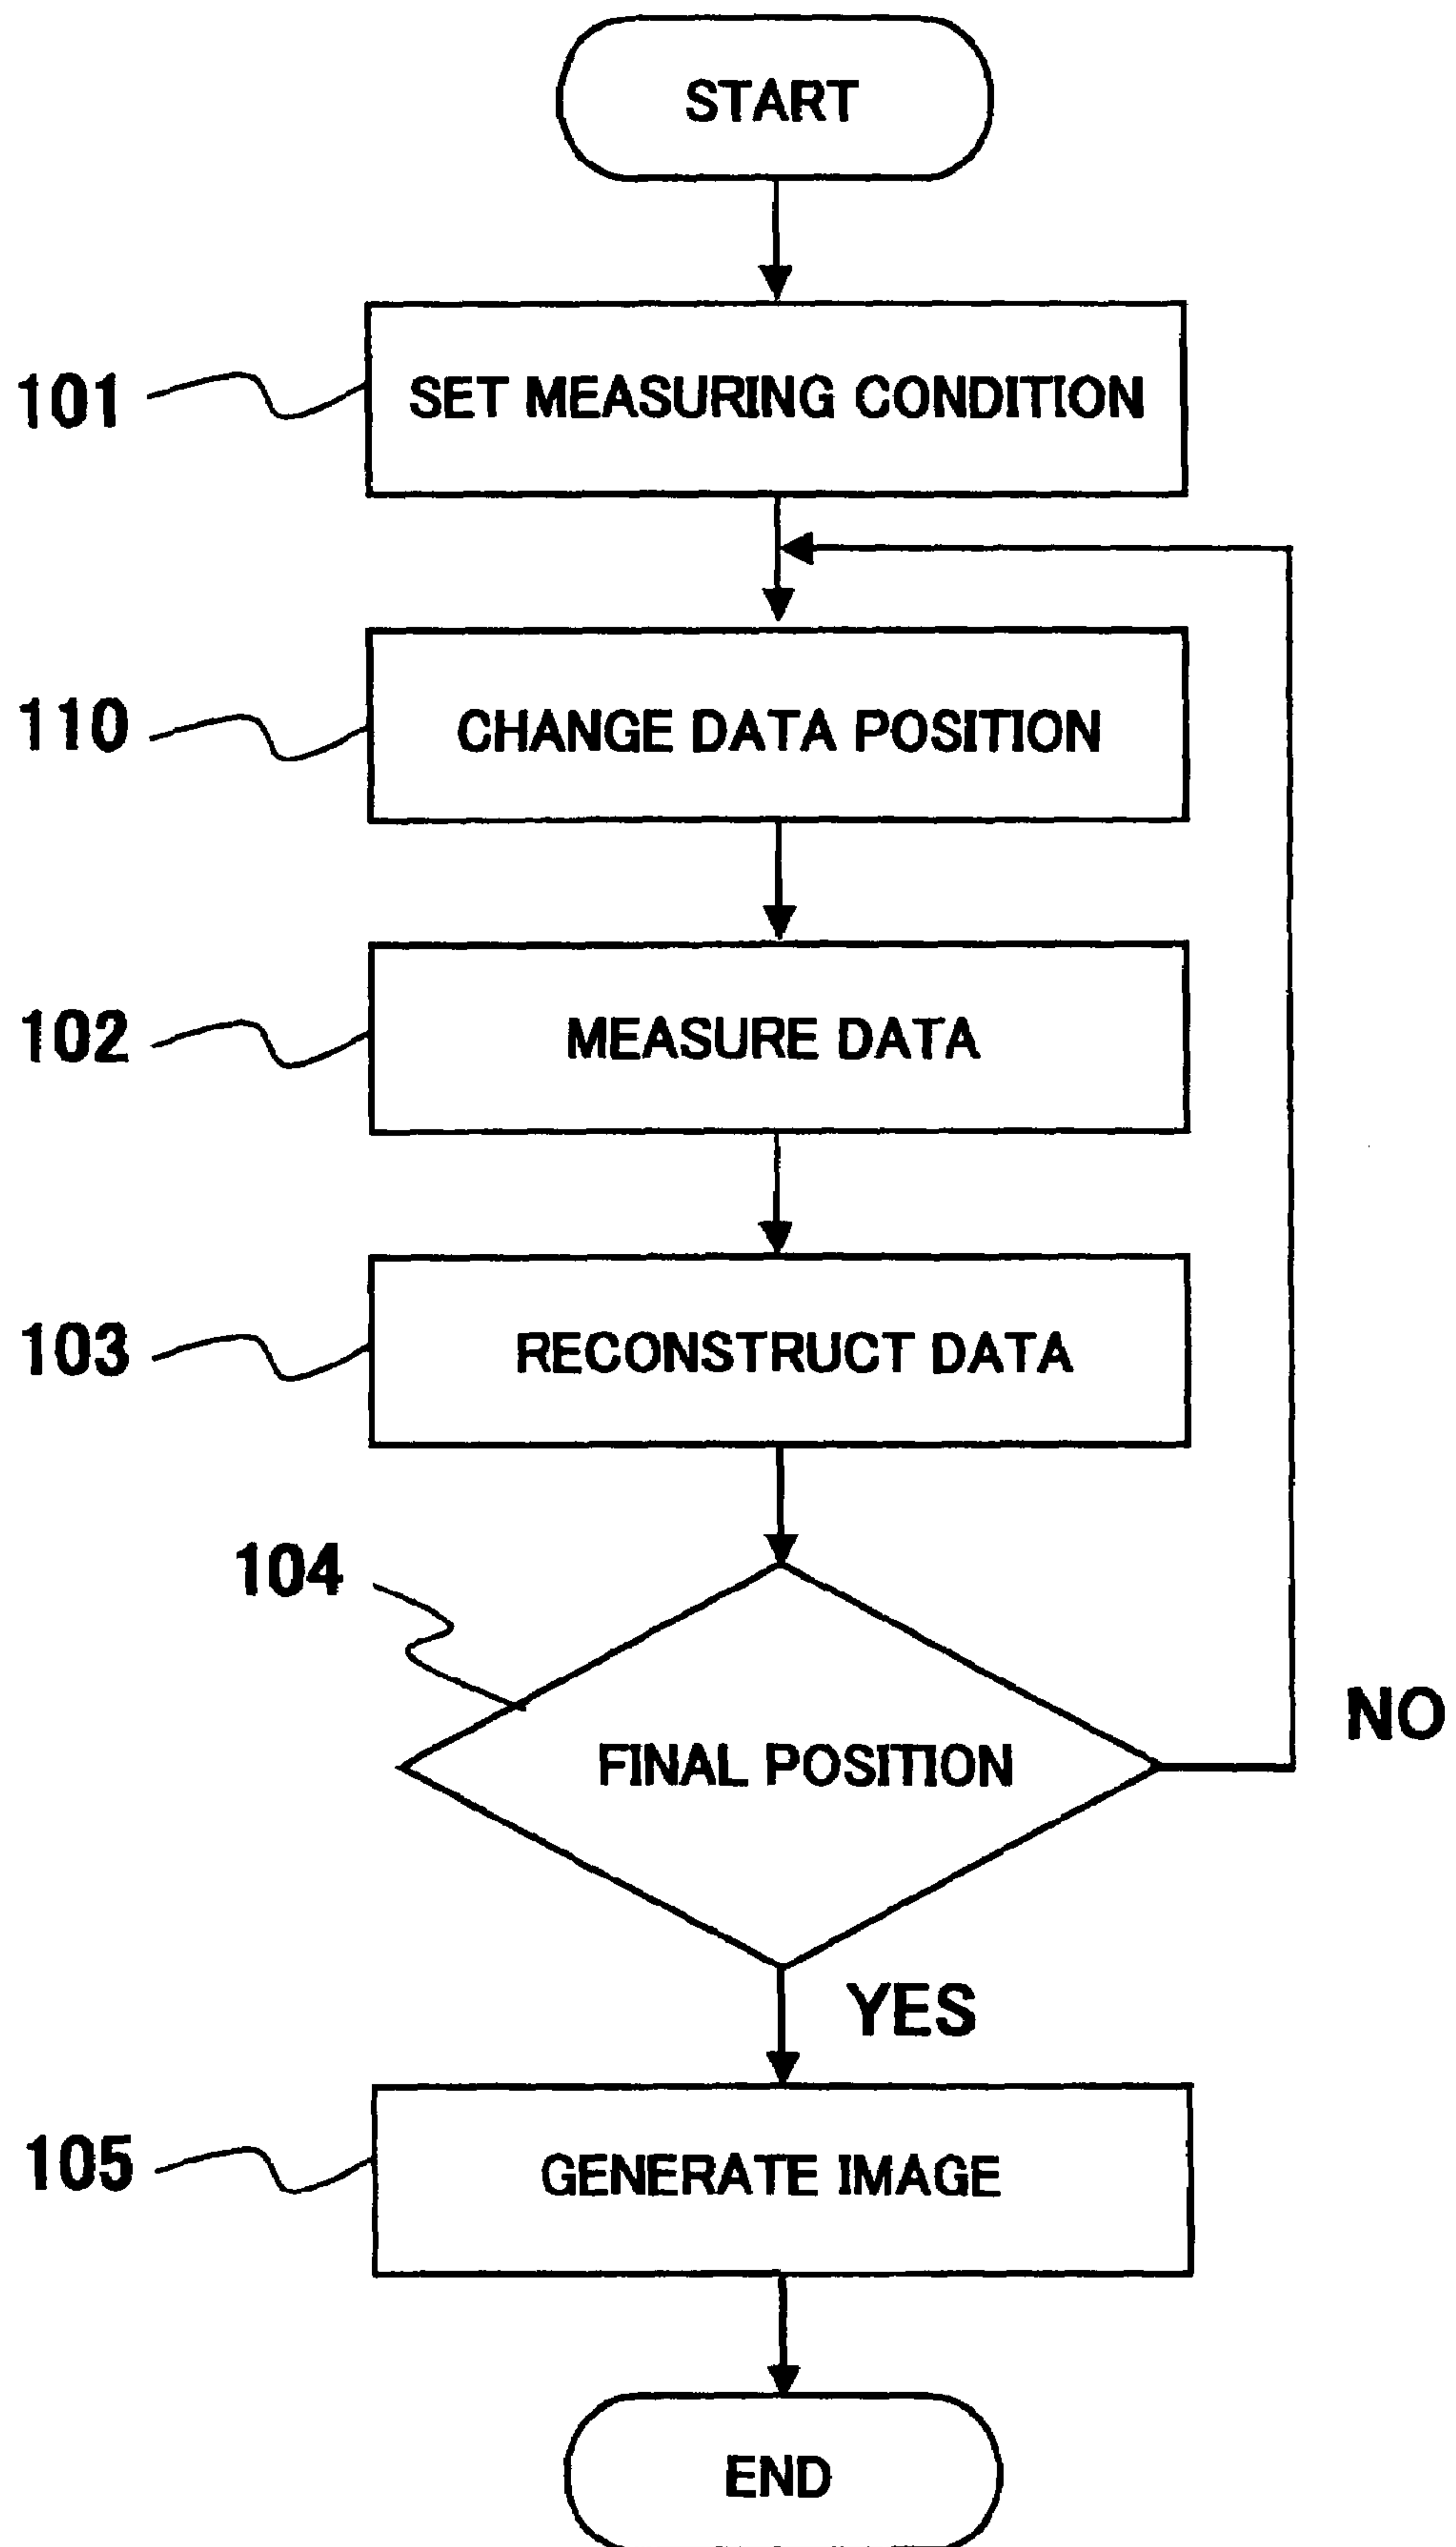 START
101
SET MEASURING CONDITION
110
CHANGE DATA POSITION
102
MEASURE DATA
103
RECONSTRUCT DATA
104
FINAL POSITION
NO
YES
105
GENERATE IMAGE
END